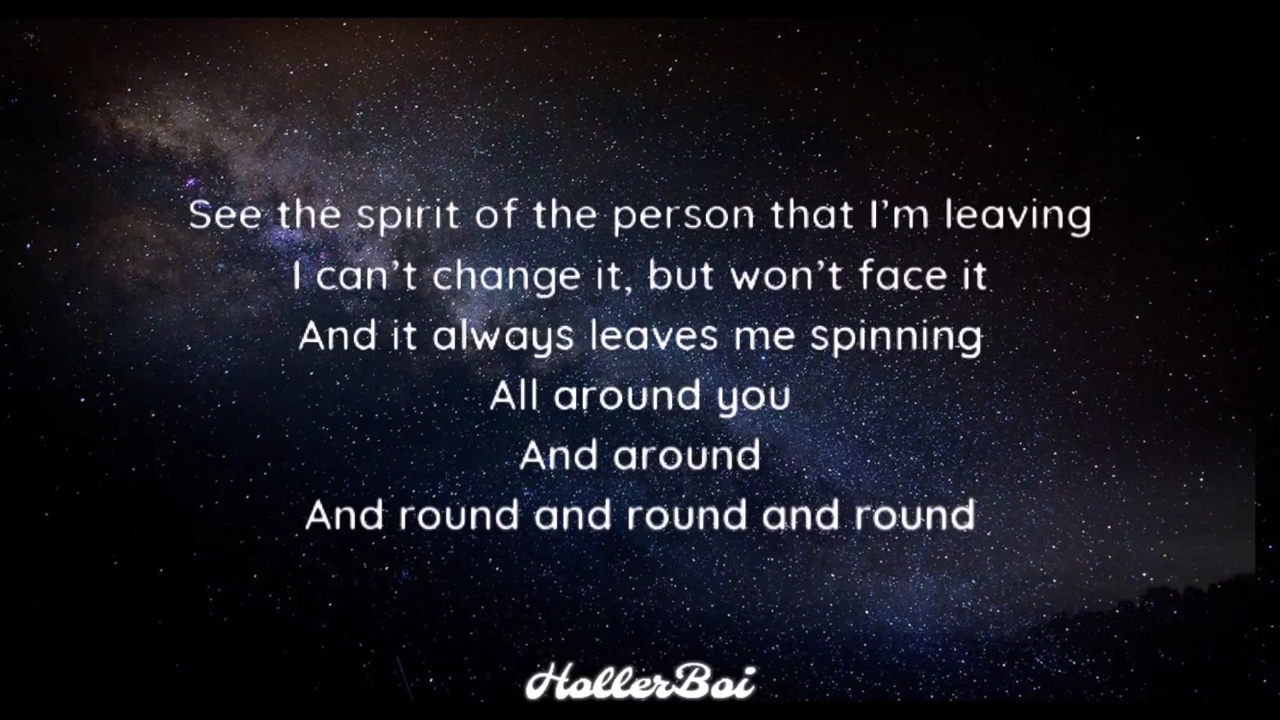 See the spirit of the person that I’m leaving
I can’t change it, but won’t face it
And it always leaves me spinning
All around you
And around
And round and round and round
HollerBoi